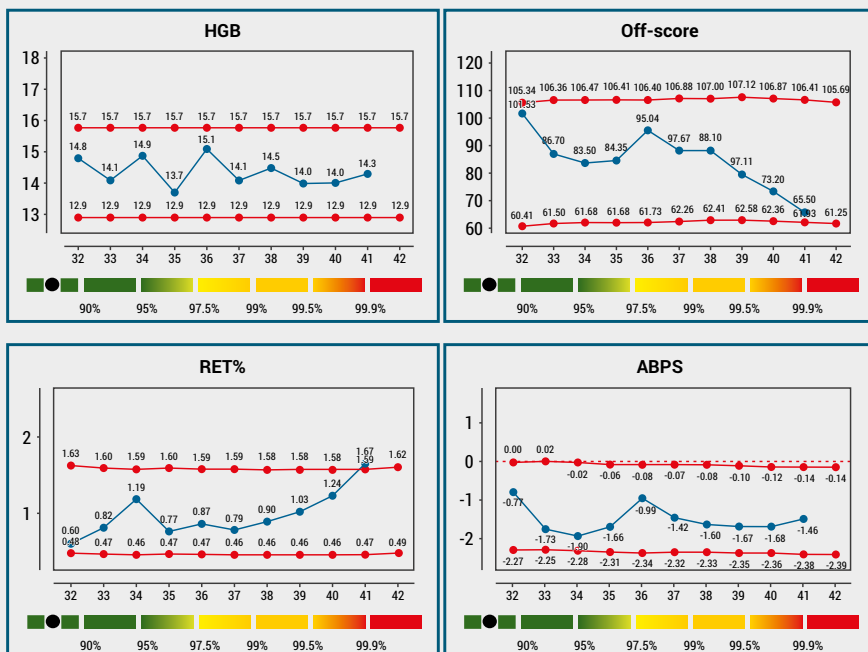 HGB
18
17
16
15
14
13
15.7 15.7 15.7 15.7 15.7 15.7 15.7 15.7 15.7 15.7 15.7
14.8 14.1 14.9 13.7 15.1 14.1 14.5 14.0 14.0 14.3
12.9 12.9 12.9 12.9 12.9 12.9 12.9 12.9 12.9 12.9 12.9
32 33 34 35 36 37 38 39 40 41 42
90% 95% 97.5% 99% 99.5% 99.9%
Off-score
120
110
100
90
80
70
60
105.34 106.36 106.47 106.41 106.40 106.88 107.00 107.12 106.87 106.41 105.69
101.53 86.70 83.50 84.35 95.04 97.67 88.10 97.11 73.20 65.50
60.41 61.50 61.68 61.68 61.73 62.26 62.41 62.58 62.36 61.93 61.25
32 33 34 35 36 37 38 39 40 41 42
90% 95% 97.5% 99% 99.5% 99.9%
RET%
2
1
1.63 1.60 1.59 1.60 1.59 1.59 1.58 1.58 1.58 1.59 1.62
0.60 0.82 1.19 0.77 0.87 0.79 0.90 1.03 1.24 1.67
0.48 0.47 0.46 0.47 0.46 0.46 0.46 0.46 0.46 0.47 0.49
32 33 34 35 36 37 38 39 40 41 42
90% 95% 97.5% 99% 99.5% 99.9%
ABPS
1
0
-1
-2
0.00 0.02 -0.02 -0.06 -0.08 -0.07 -0.08 -0.10 -0.12 -0.14 -0.14
-0.77 -1.73 -1.90 -1.66 -0.99 -1.42 -1.60 -1.67 -1.68 -1.46
-2.27 -2.25 -2.28 -2.31 -2.34 -2.32 -2.33 -2.35 -2.36 -2.38 -2.39
32 33 34 35 36 37 38 39 40 41 42
90% 95% 97.5% 99% 99.5% 99.9%